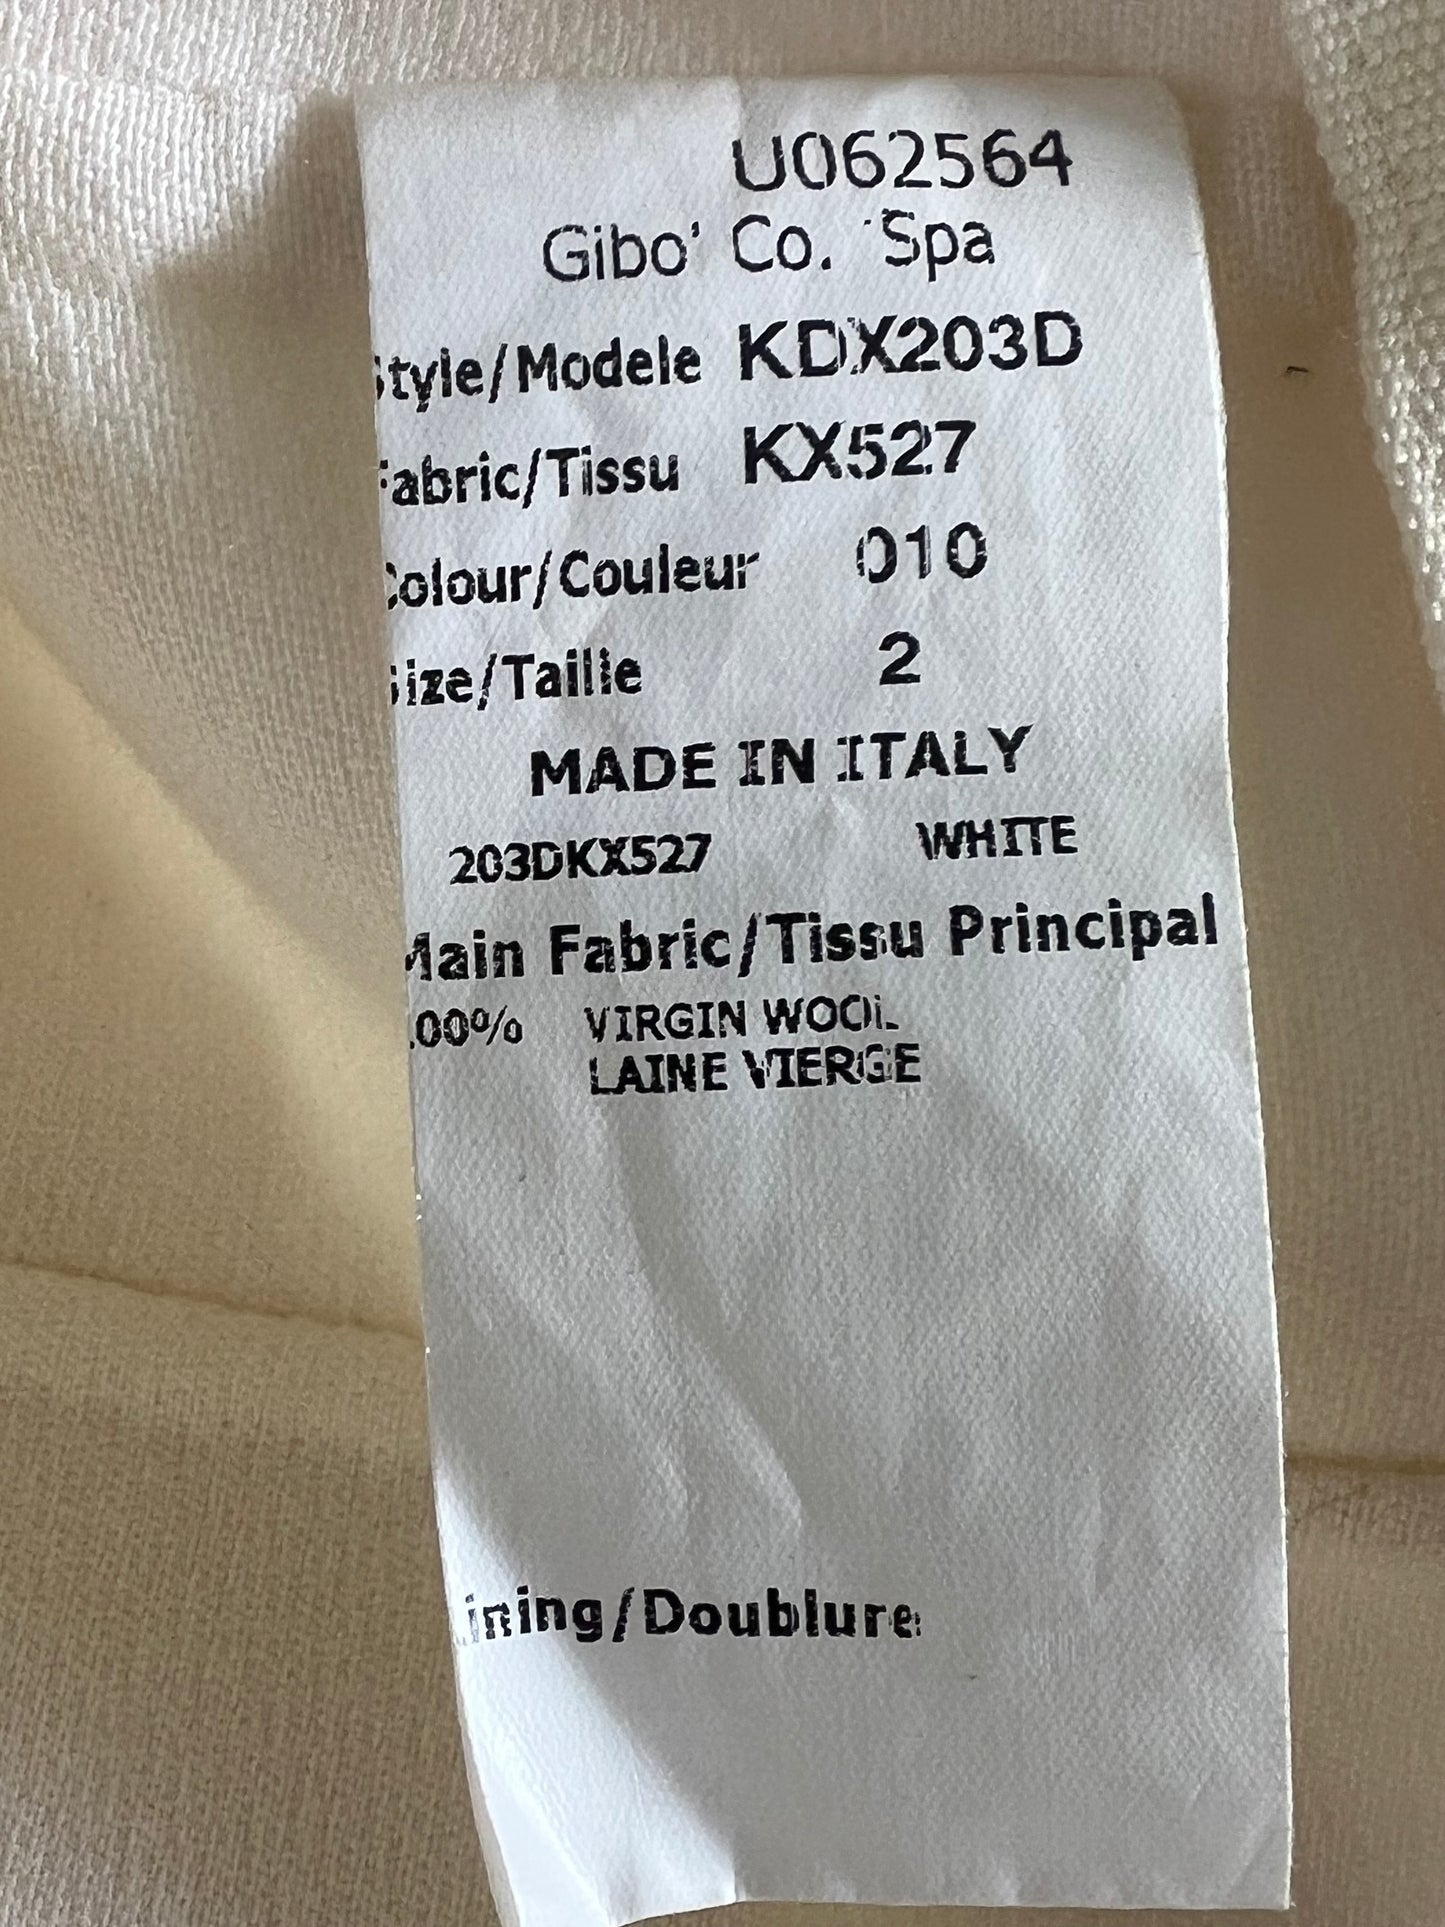 U062564
Gibo' Co. Spa
Style/Modele KDX203D
Fabric/Tissu KX527
Colour/Couleur 010
Size/Taille 2
MADE IN ITALY
203DKX527 WHITE
Main Fabric/Tissu Principal
100% VIRGIN WOOL
LAINE VIERGE
Lining/Doublure